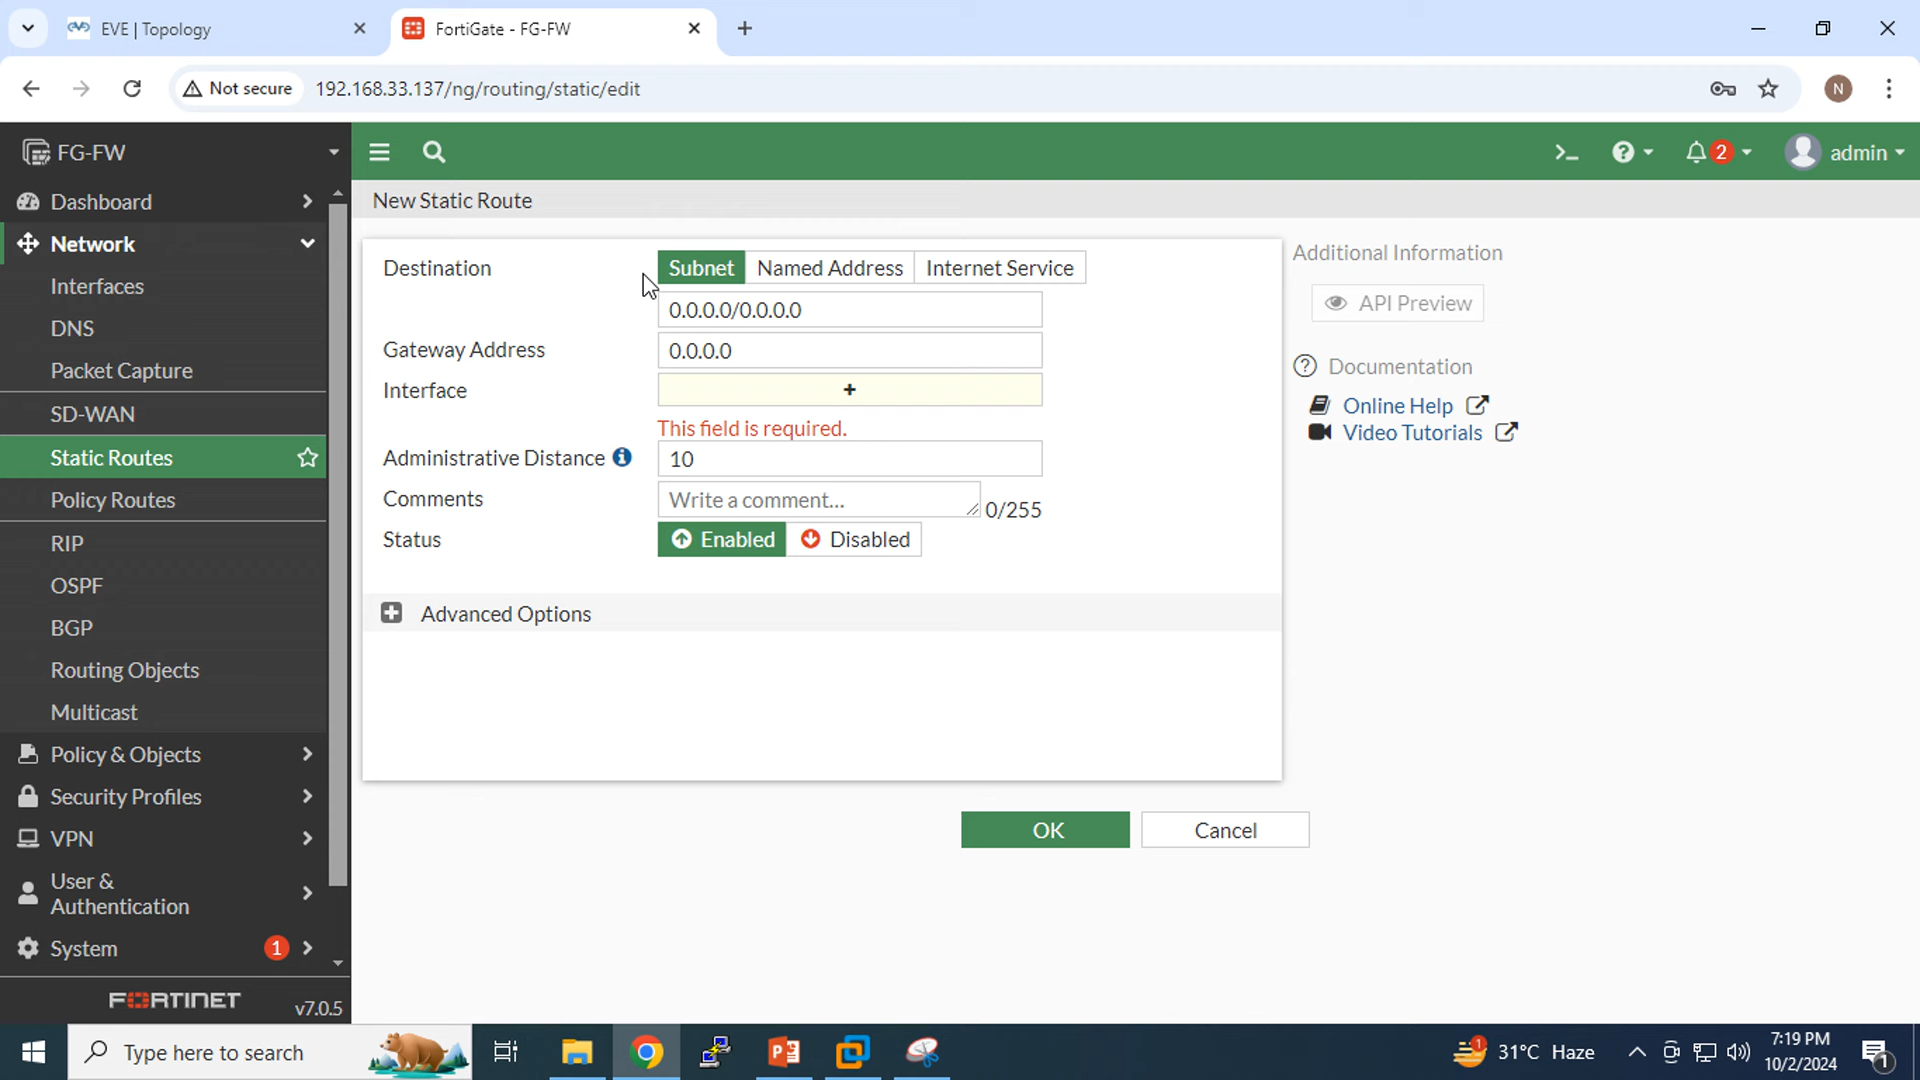 EVE | Topology
FortiGate - FG-FW
Not secure
192.168.33.137/ng/routing/static/edit
N
FG-FW
>_
2
admin
Dashboard
Network
Interfaces
DNS
Packet Capture
SD-WAN
Static Routes
Policy Routes
RIP
OSPF
BGP
Routing Objects
Multicast
Policy & Objects
Security Profiles
VPN
User &
Authentication
System
1
FORTINET
v7.0.5
New Static Route
Destination
Subnet
Named Address
Internet Service
0.0.0.0/0.0.0.0
Gateway Address
0.0.0.0
Interface
+
This field is required.
Administrative Distance
10
Comments
Write a comment...
0/255
Status
Enabled
Disabled
Advanced Options
OK
Cancel
Additional Information
API Preview
Documentation
Online Help
Video Tutorials
Type here to search
1
31°C Haze
7:19 PM
10/2/2024
1